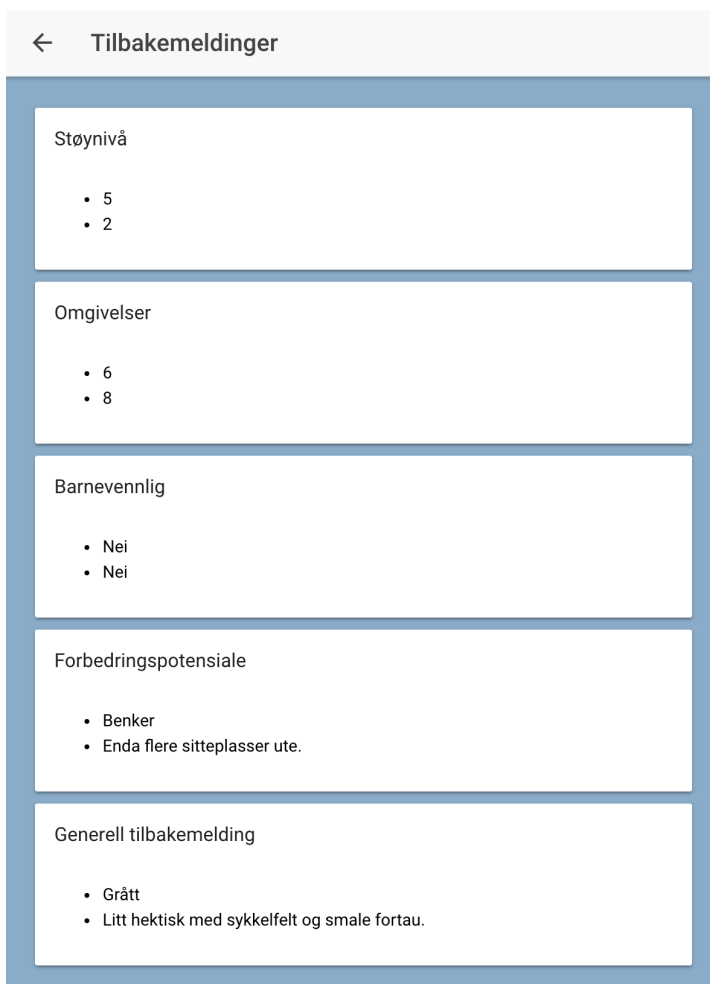 Tilbakemeldinger
Støynivå
5
2
Omgivelser
6
8
Barnevennlig
Nei
Nei
Forbedringspotensiale
Benker
Enda flere sitteplasser ute.
Generell tilbakemelding
Grått
Litt hektisk med sykkelfelt og smale fortau.